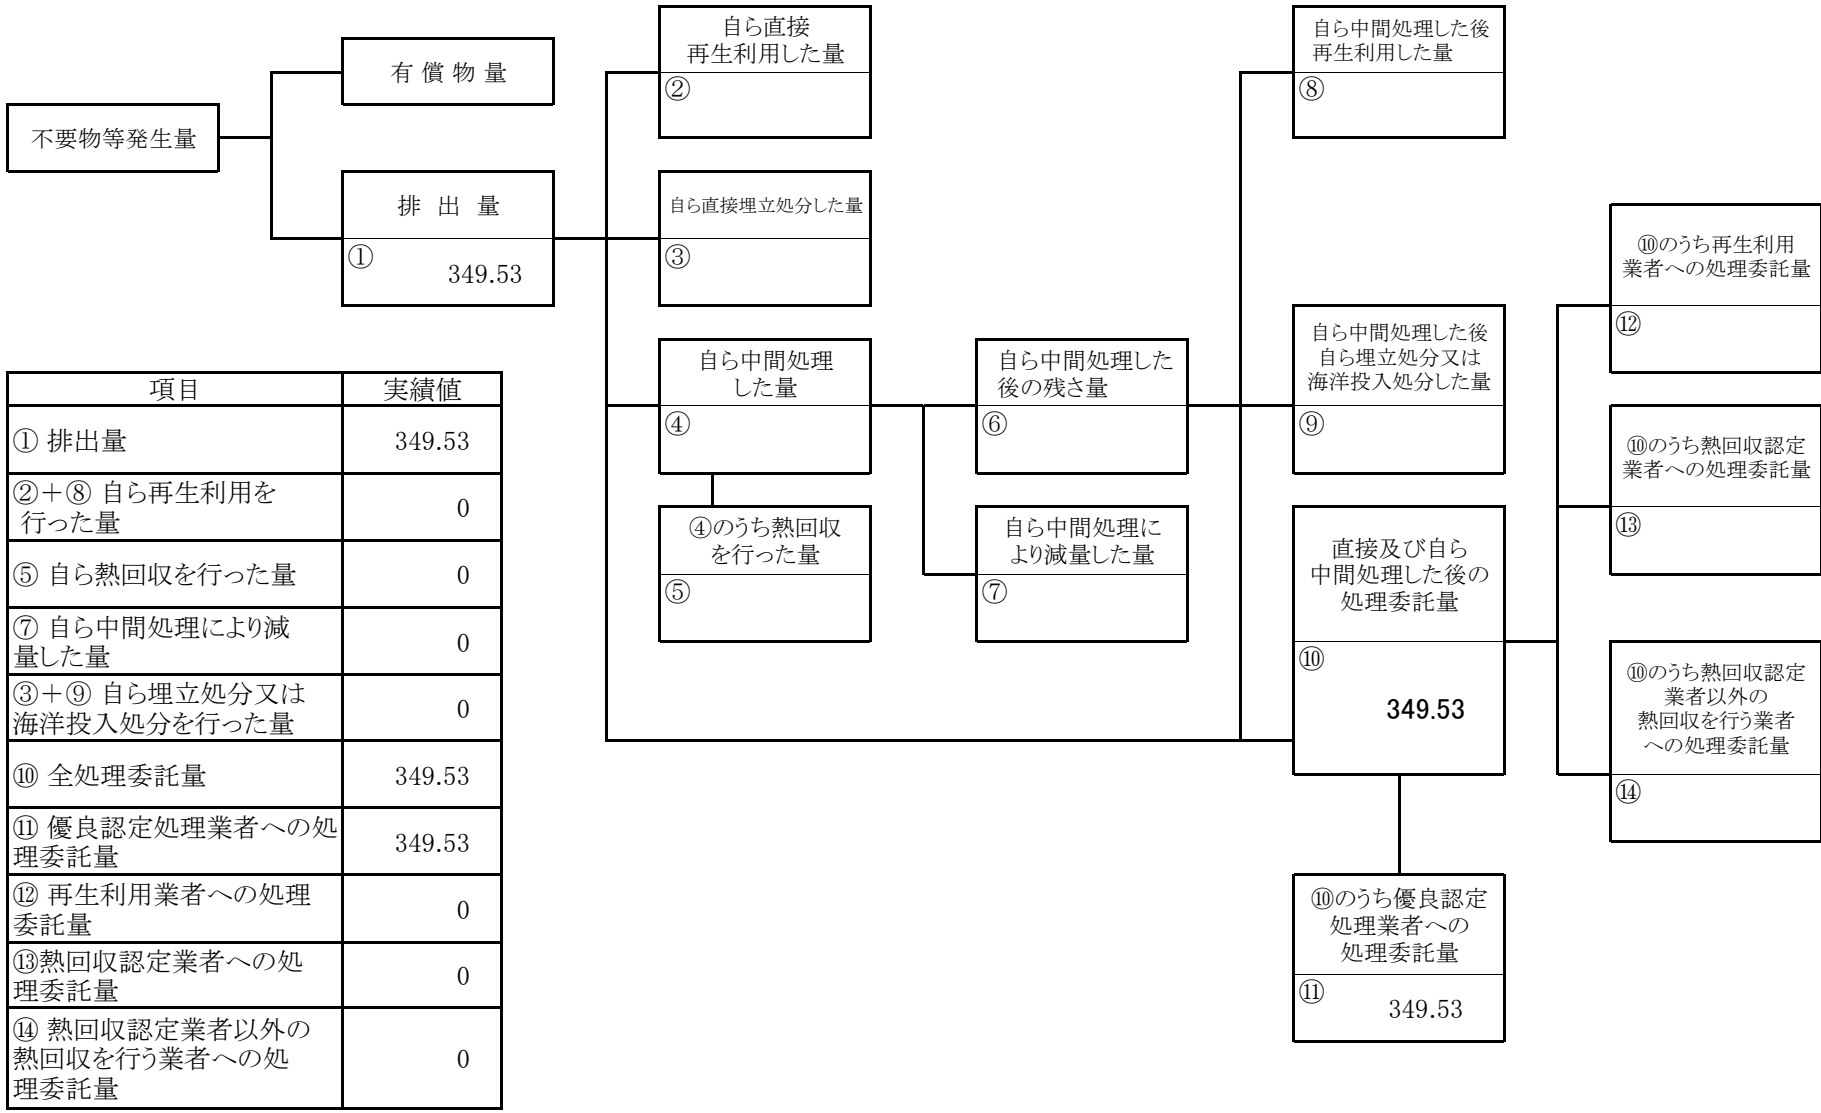 不要物等発生量
有償物量
排出量
①
349.53
自ら直接
再生利用した量
②
自ら直接埋立処分した量
③
自ら中間処理
した量
④
④のうち熱回収
を行った量
⑤
自ら中間処理した
後の残さ量
⑥
自ら中間処理に
より減量した量
⑦
自ら中間処理した後
再生利用した量
⑧
自ら中間処理した後
自ら埋立処分又は
海洋投入処分した量
⑨
直接及び自ら
中間処理した後の
処理委託量
⑩
349.53
⑩のうち優良認定
処理業者への
処理委託量
⑪
349.53
⑩のうち再生利用
業者への処理委託量
⑫
⑩のうち熱回収認定
業者への処理委託量
⑬
⑩のうち熱回収認定
業者以外の
熱回収を行う業者
への処理委託量
⑭
項目 実績値
① 排出量 349.53
②+⑧ 自ら再生利用を
行った量 0
⑤ 自ら熱回収を行った量 0
⑦ 自ら中間処理により減
量した量 0
③+⑨ 自ら埋立処分又は
海洋投入処分を行った量 0
⑩ 全処理委託量 349.53
⑪ 優良認定処理業者への処
理委託量 349.53
⑫ 再生利用業者への処理
委託量 0
⑬熱回収認定業者への処
理委託量 0
⑭ 熱回収認定業者以外の
熱回収を行う業者への処
理委託量 0